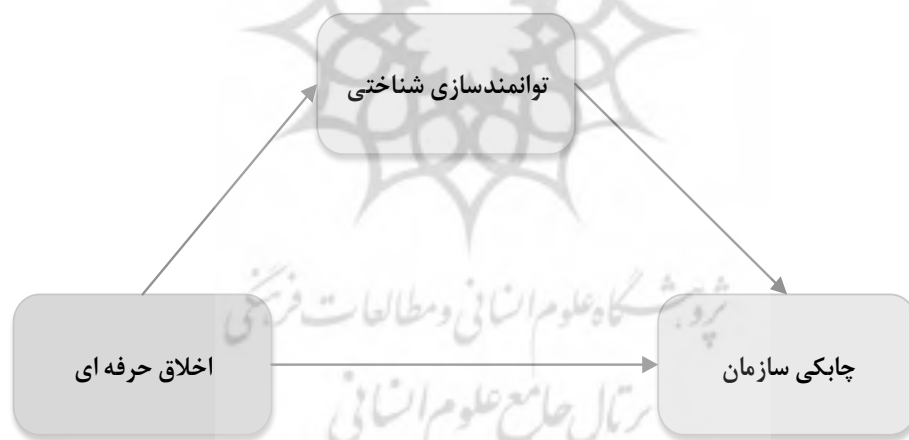 توانمندسازی شناختی
پژوهشگاه علوم انسانی و مطالعات فرهنگی
اخلاق حرفه ای
چابکی سازمان
پرتال جامع علوم انسانی